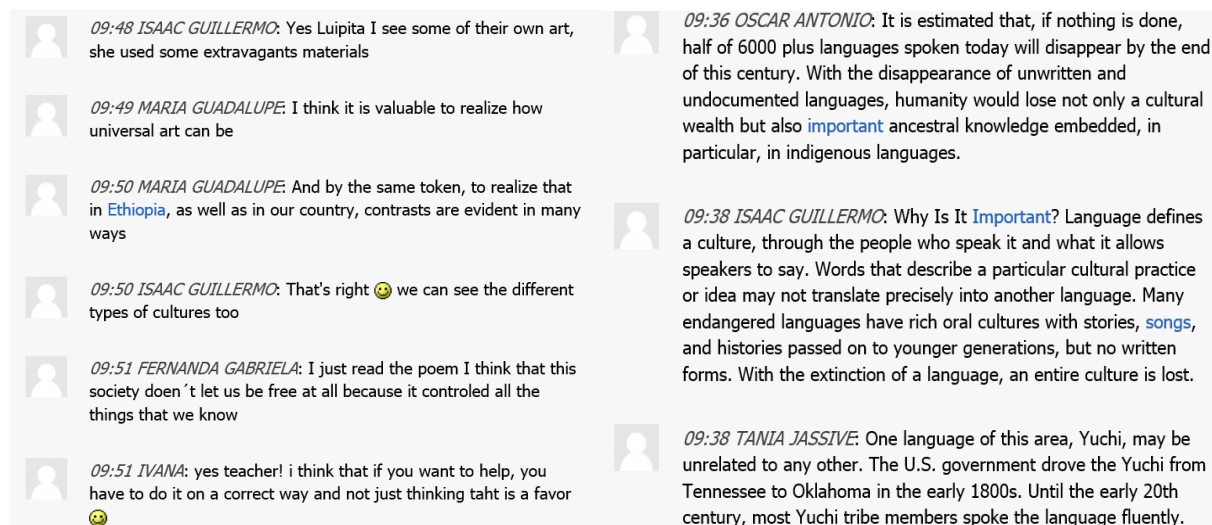 09:48 ISAAC GUILLERMO: Yes Luipita I see some of their own art,
she used some extravagants materials
09:49 MARIA GUADALUPE: I think it is valuable to realize how
universal art can be
09:50 MARIA GUADALUPE: And by the same token, to realize that
in Ethiopia, as well as in our country, contrasts are evident in many
ways
09:50 ISAAC GUILLERMO: That's right we can see the different
types of cultures too
09:51 FERNANDA GABRIELA: I just read the poem I think that this
society doen´t let us be free at all because it controled all the
things that we know
09:51 IVANA: yes teacher! i think that if you want to help, you
have to do it on a correct way and not just thinking taht is a favor
09:36 OSCAR ANTONIO: It is estimated that, if nothing is done,
half of 6000 plus languages spoken today will disappear by the end
of this century. With the disappearance of unwritten and
undocumented languages, humanity would lose not only a cultural
wealth but also important ancestral knowledge embedded, in
particular, in indigenous languages.
09:38 ISAAC GUILLERMO: Why Is It Important? Language defines
a culture, through the people who speak it and what it allows
speakers to say. Words that describe a particular cultural practice
or idea may not translate precisely into another language. Many
endangered languages have rich oral cultures with stories, songs,
and histories passed on to younger generations, but no written
forms. With the extinction of a language, an entire culture is lost.
09:38 TANIA JASSIVE: One language of this area, Yuchi, may be
unrelated to any other. The U.S. government drove the Yuchi from
Tennessee to Oklahoma in the early 1800s. Until the early 20th
century, most Yuchi tribe members spoke the language fluently.